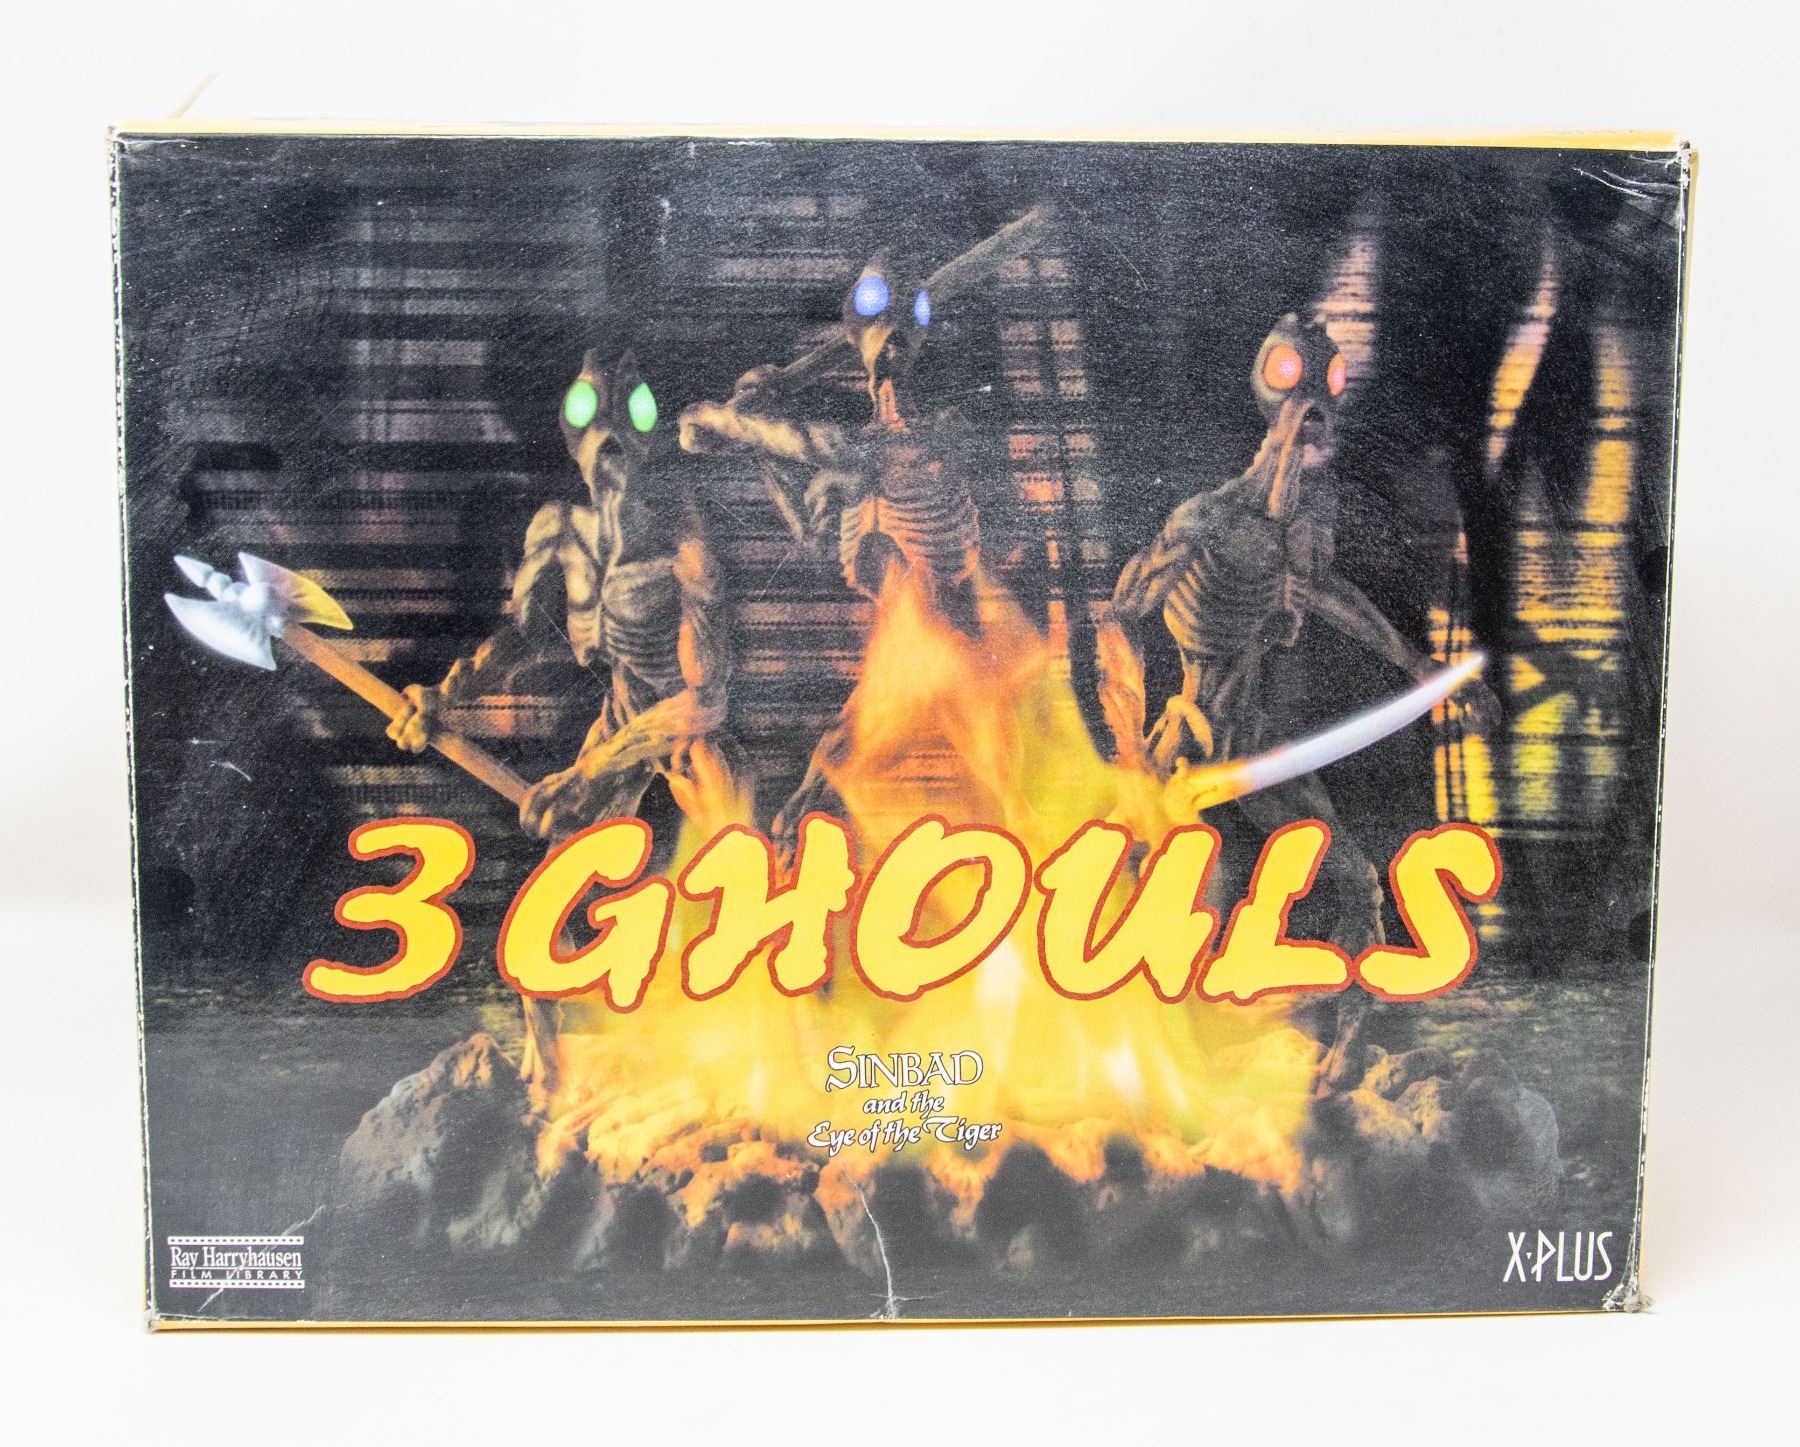 3 GHOULS
SINBAD
and the
Eye of the Tiger
Ray Harryhausen
FILM LIBRARY
X·PLUS